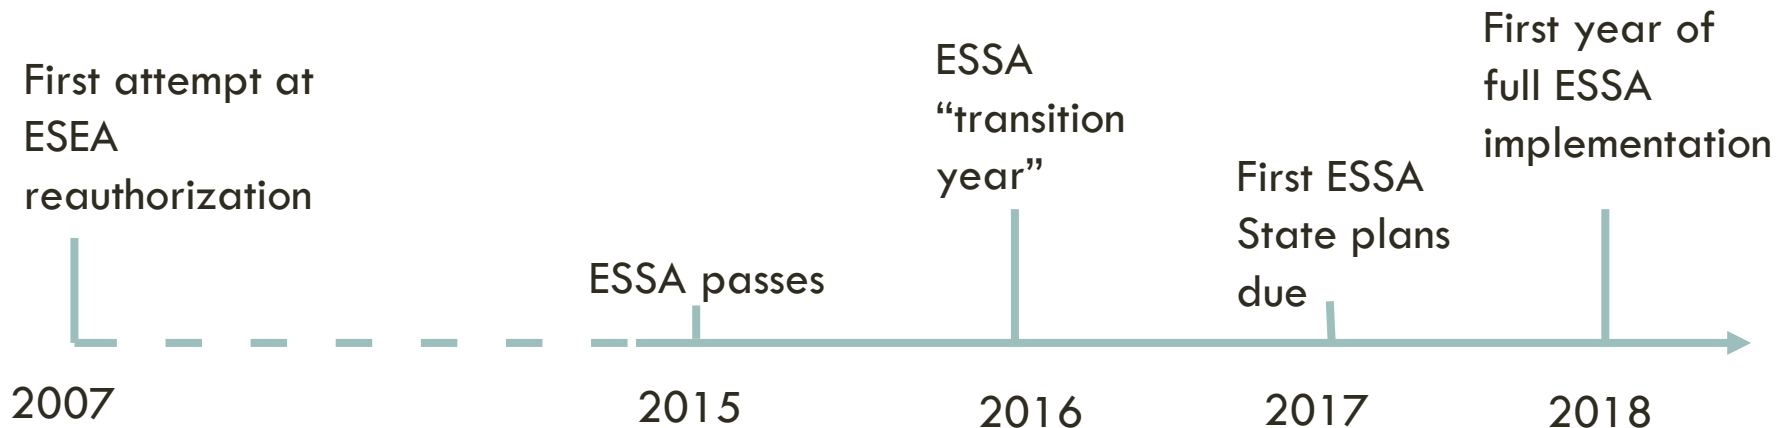 First attempt at
ESEA
reauthorization
ESSA passes
ESSA
“transition
year”
First ESSA
State plans
due
First year of
full ESSA
implementation
2007
2015
2016
2017
2018